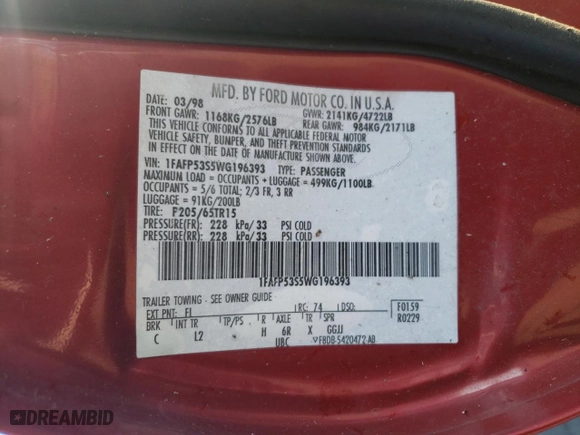 MFD. BY FORD MOTOR CO. IN U.S.A.
DATE: 03/98 GVWR: 2141KG/4722LB
FRONT GAWR: 1168KG/2576LB REAR GAWR: 984KG/2171LB
THIS VEHICLE CONFORMS TO ALL APPLICABLE FEDERAL MOTOR
VEHICLE SAFETY, BUMPER, AND THEFT PREVENTION STANDARDS
IN EFFECT ON THE DATE OF MANUFACTURE SHOWN ABOVE.
VIN: 1FAFP53S5WG196393 TYPE: PASSENGER
MAXIMUM LOAD = OCCUPANTS + LUGGAGE = 499KG/1100LB
OCCUPANTS = 5/6 TOTAL; 2/3 FR, 3 RR
LUGGAGE = 91KG/200LB
TIRE: F205/65TR15
PRESSURE(FR): 228 kPa/33 PSI COLD
PRESSURE(RR): 228 kPa/33 PSI COLD
1FAFP53S5WG196393
TRAILER TOWING - SEE OWNER GUIDE
EXT PNT: FI RC: 74 DSO: F0159
BRK INT TR TP/PS R AXLE TR SPR R0229
C L2 H 6R X GGJJ
UBC F8DB-5420472-AB
DREAMBID